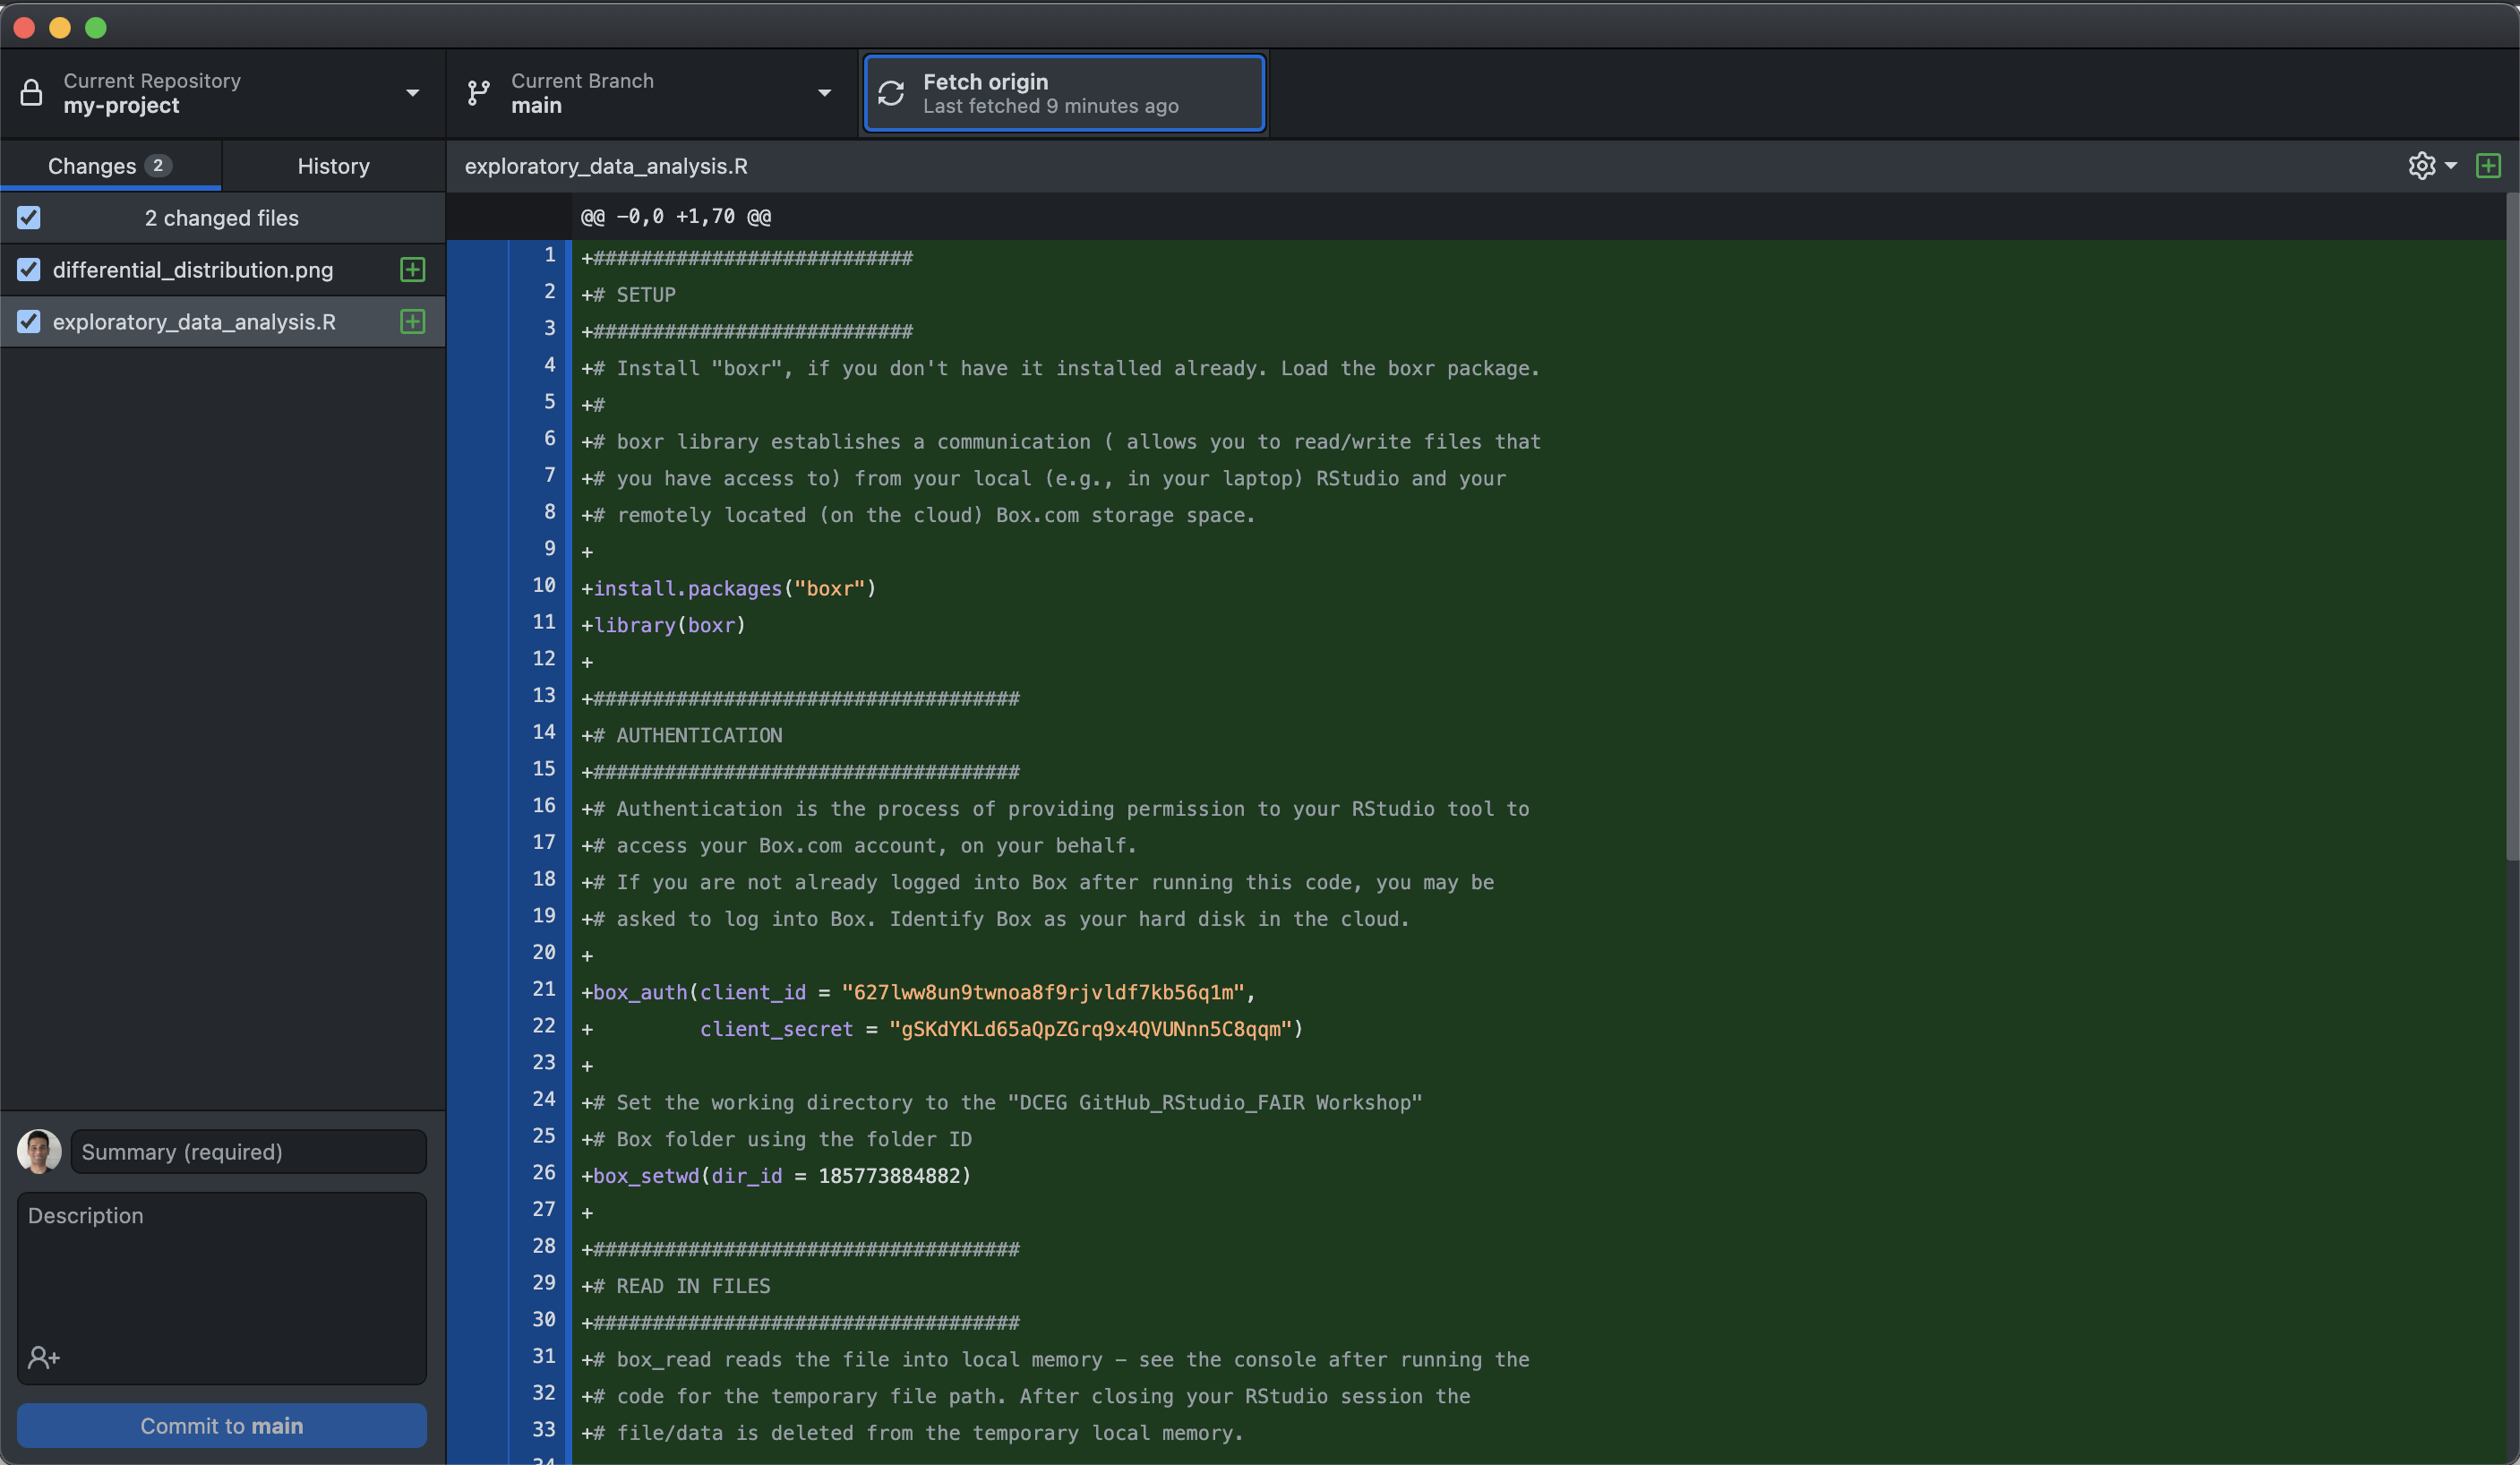 Current Repository
my-project
Current Branch
main
Fetch origin
Last fetched 9 minutes ago
Changes 2
History
exploratory_data_analysis.R
2 changed files
differential_distribution.png
exploratory_data_analysis.R
@@ -0,0 +1,70 @@
1 +###########################
2 +# SETUP
3 +###########################
4 +# Install "boxr", if you don't have it installed already. Load the boxr package.
5 +#
6 +# boxr library establishes a communication ( allows you to read/write files that
7 +# you have access to) from your local (e.g., in your laptop) RStudio and your
8 +# remotely located (on the cloud) Box.com storage space.
9 +
10 +install.packages("boxr")
11 +library(boxr)
12 +
13 +####################################
14 +# AUTHENTICATION
15 +####################################
16 +# Authentication is the process of providing permission to your RStudio tool to
17 +# access your Box.com account, on your behalf.
18 +# If you are not already logged into Box after running this code, you may be
19 +# asked to log into Box. Identify Box as your hard disk in the cloud.
20 +
21 +box_auth(client_id = "627lww8un9twnoa8f9rjvldf7kb56q1m",
22 +         client_secret = "gSKdYKLd65aQpZGrq9x4QVUNnn5C8qqm")
23 +
24 +# Set the working directory to the "DCEG GitHub_RStudio_FAIR Workshop"
25 +# Box folder using the folder ID
26 +box_setwd(dir_id = 185773884882)
27 +
28 +####################################
29 +# READ IN FILES
30 +####################################
31 +# box_read reads the file into local memory – see the console after running the
32 +# code for the temporary file path. After closing your RStudio session the
33 +# file/data is deleted from the temporary local memory.
34
Summary (required)
Description
Commit to main